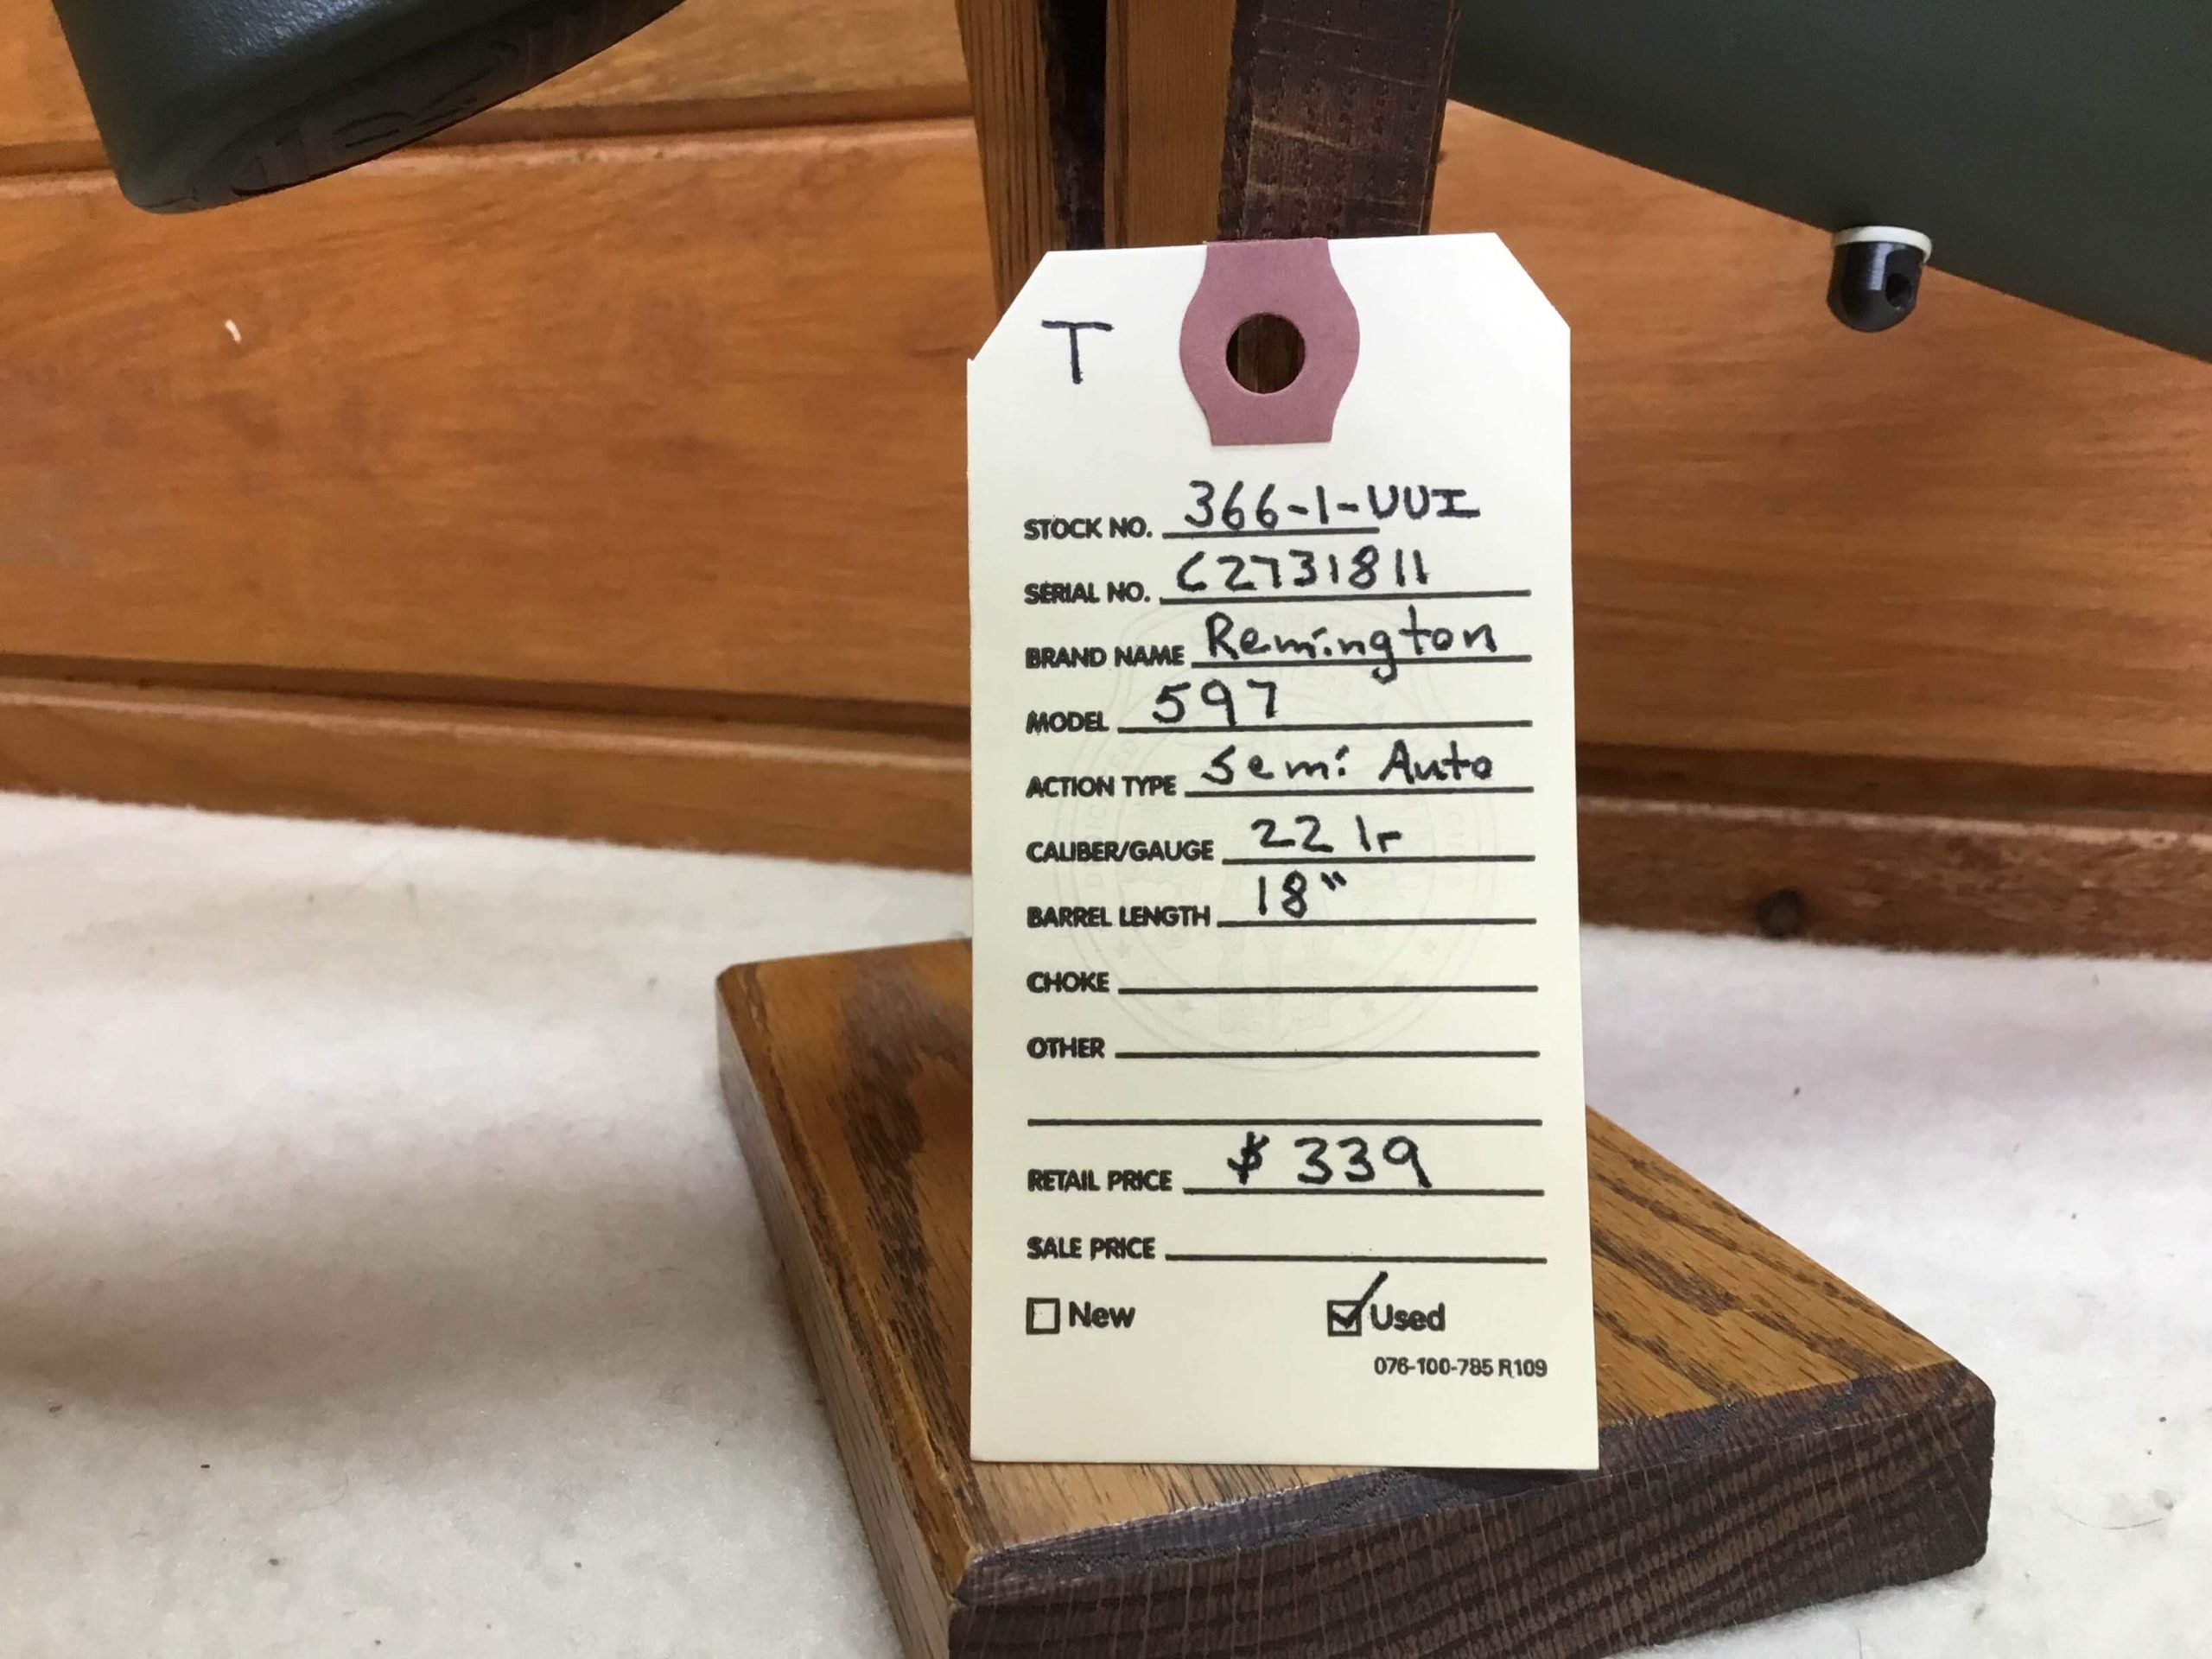 T
STOCK NO. 366-1-UUI
SERIAL NO. C2731811
BRAND NAME Remington
MODEL 597
ACTION TYPE Semi Auto
CALIBER/GAUGE 22 lr
BARREL LENGTH 18"
CHOKE
OTHER
RETAIL PRICE $339
SALE PRICE
New Used
076-100-785 R109